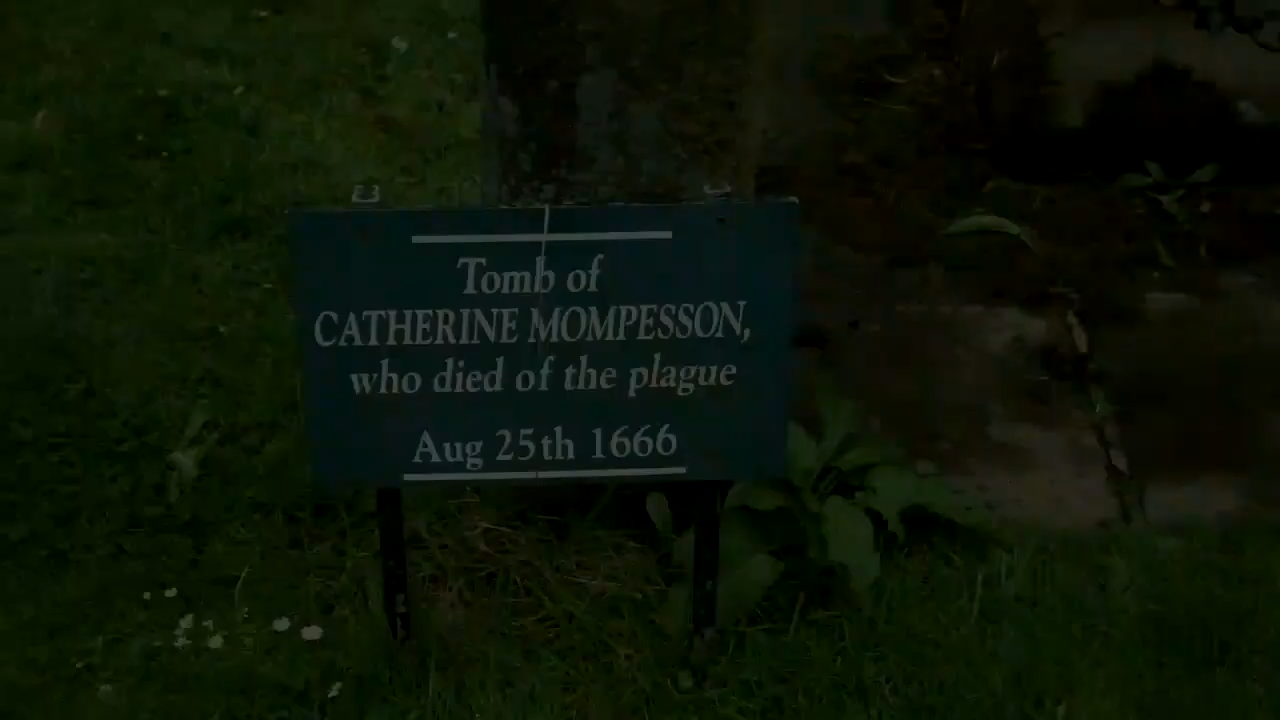 Tomb of
CATHERINE MOMPESSON,
who died of the plague
Aug 25th 1666